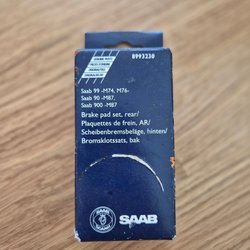 8993230
Saab 99 -M74, M76-
Saab 90 -M87,
Saab 900 -M87
Brake pad set, rear/
Plaquettes de frein, AR/
Scheibenbremsbeläge, hinten/
Bromsklotssats, bak
SAAB